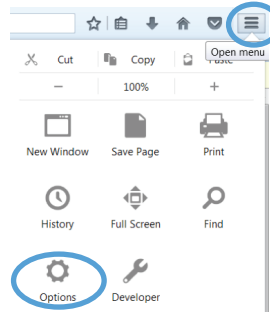 Open menu
Cut Copy Paste
− 100% +
New Window Save Page Print
History Full Screen Find
Options Developer